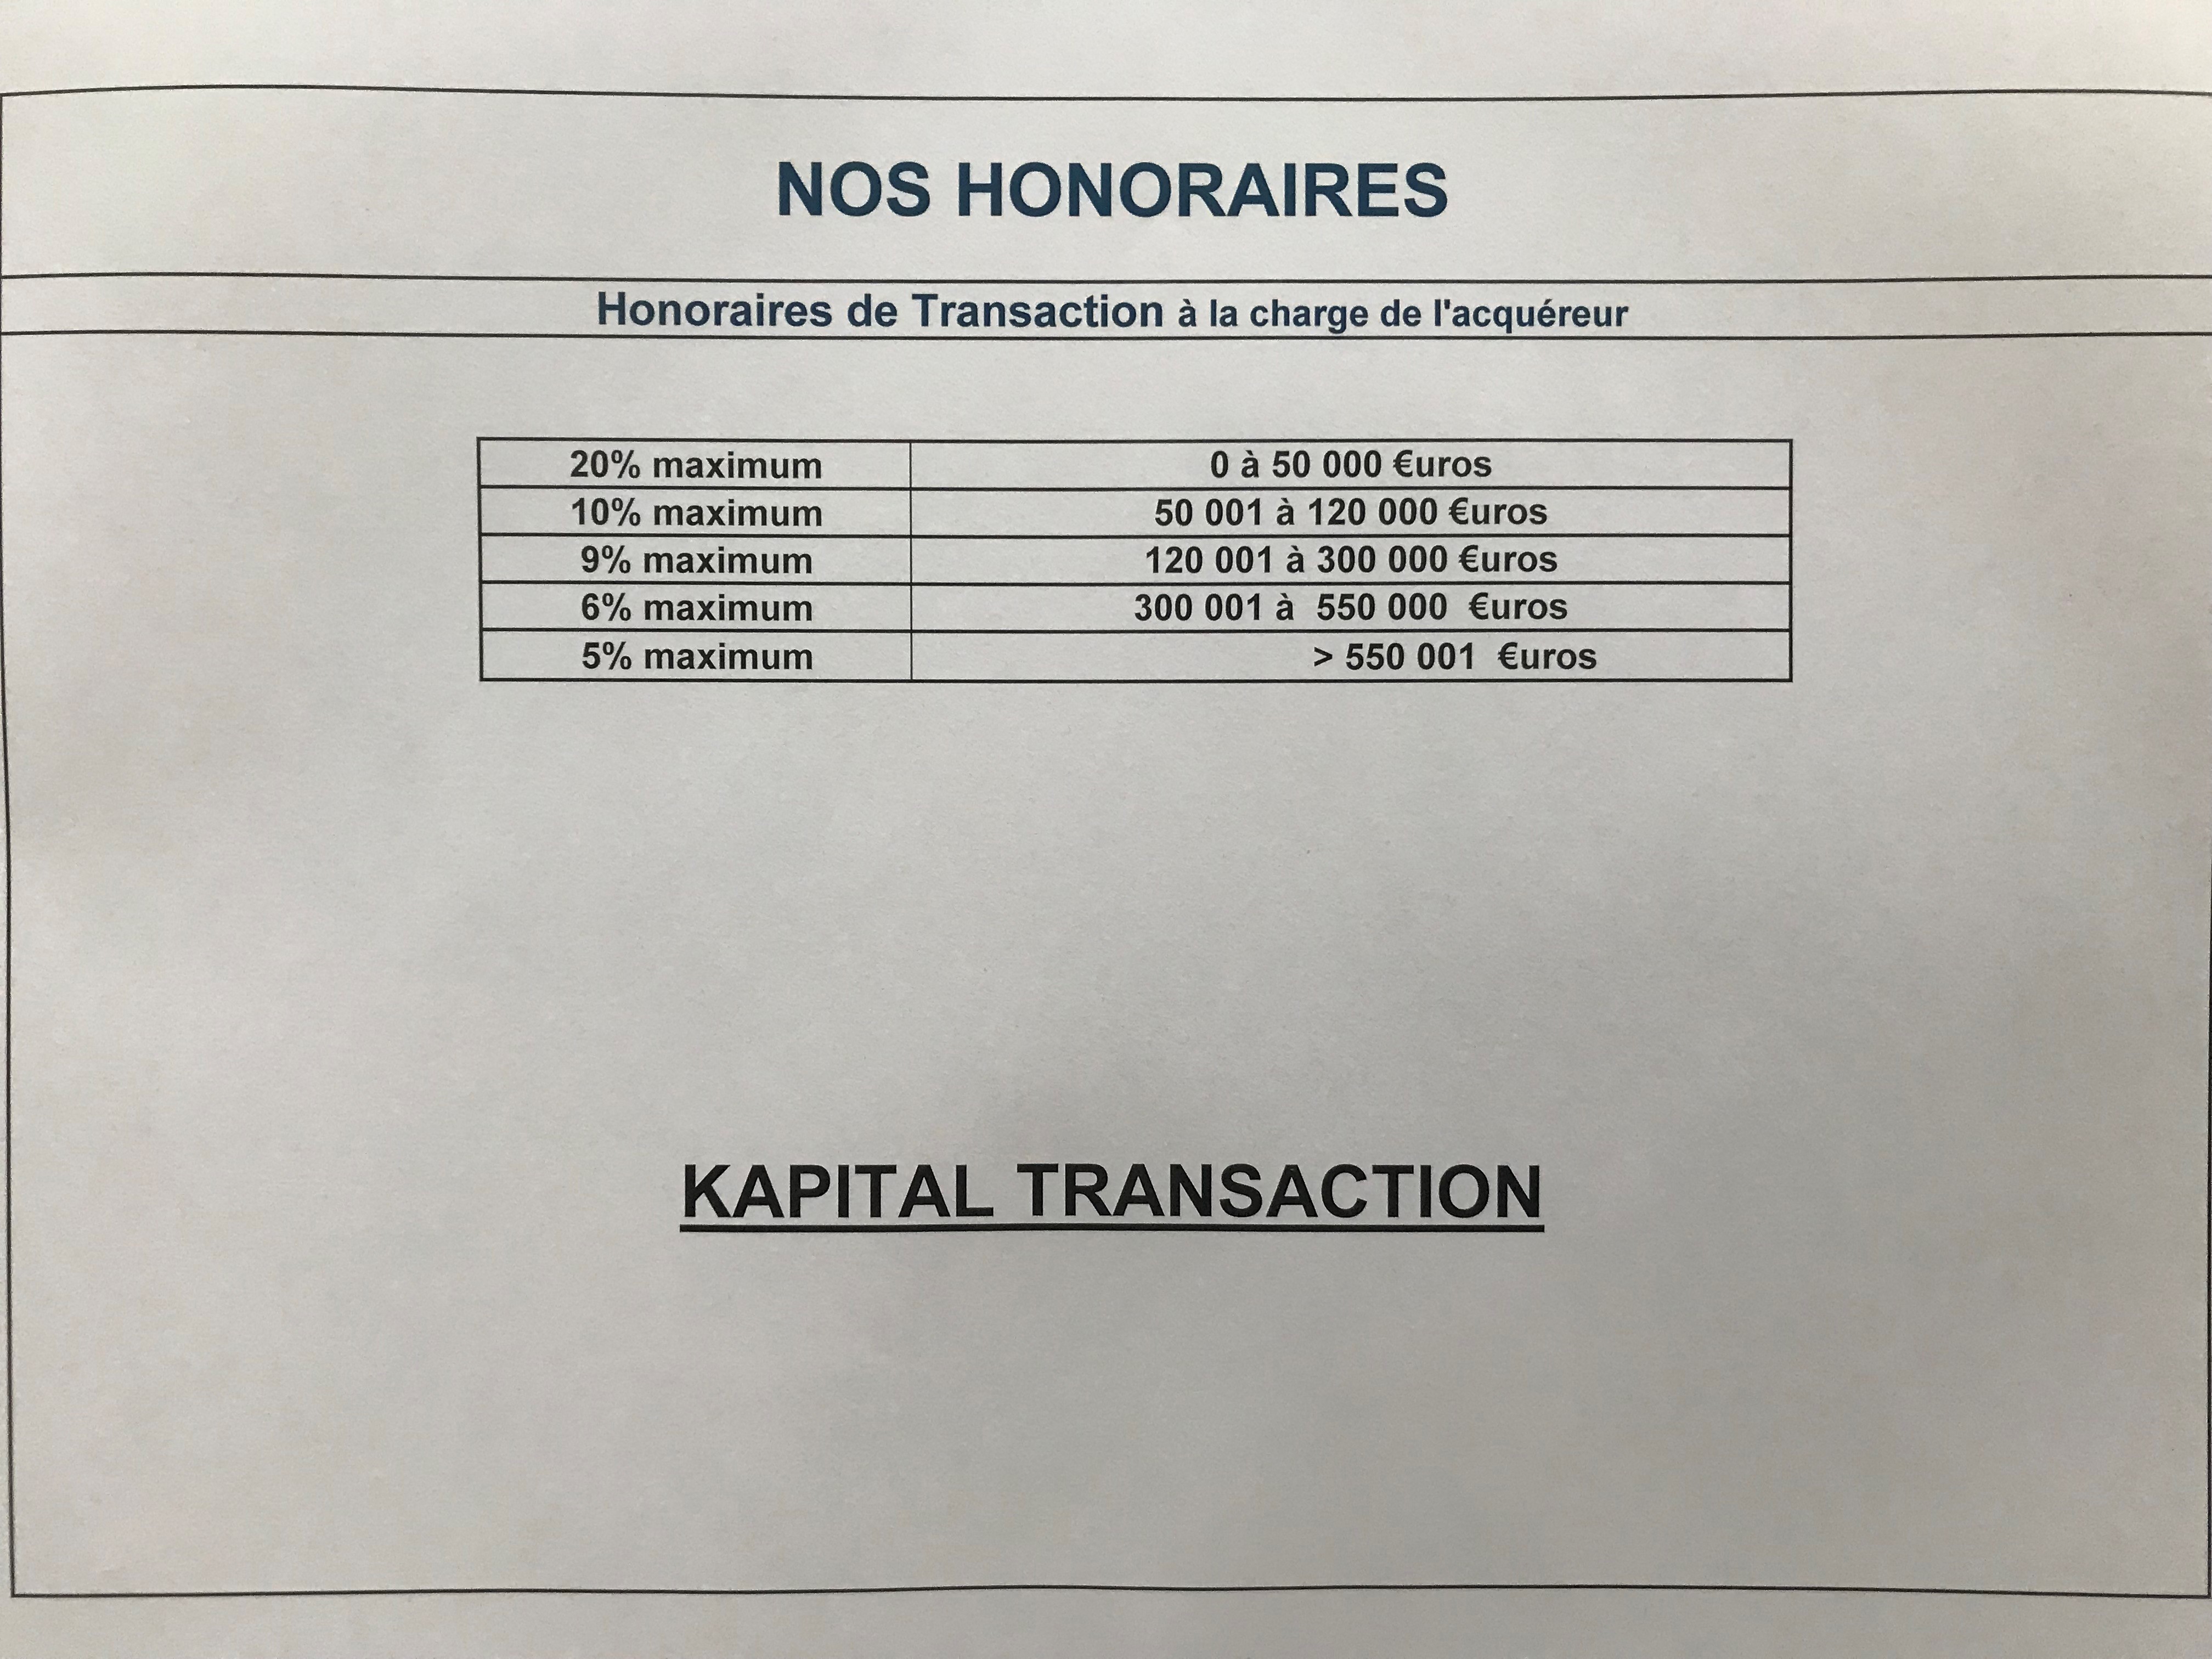 NOS HONORAIRES
Honoraires de Transaction à la charge de l'acquéreur
20% maximum 0 à 50 000 €uros
10% maximum 50 001 à 120 000 €uros
9% maximum 120 001 à 300 000 €uros
6% maximum 300 001 à 550 000 €uros
5% maximum > 550 001 €uros
KAPITAL TRANSACTION